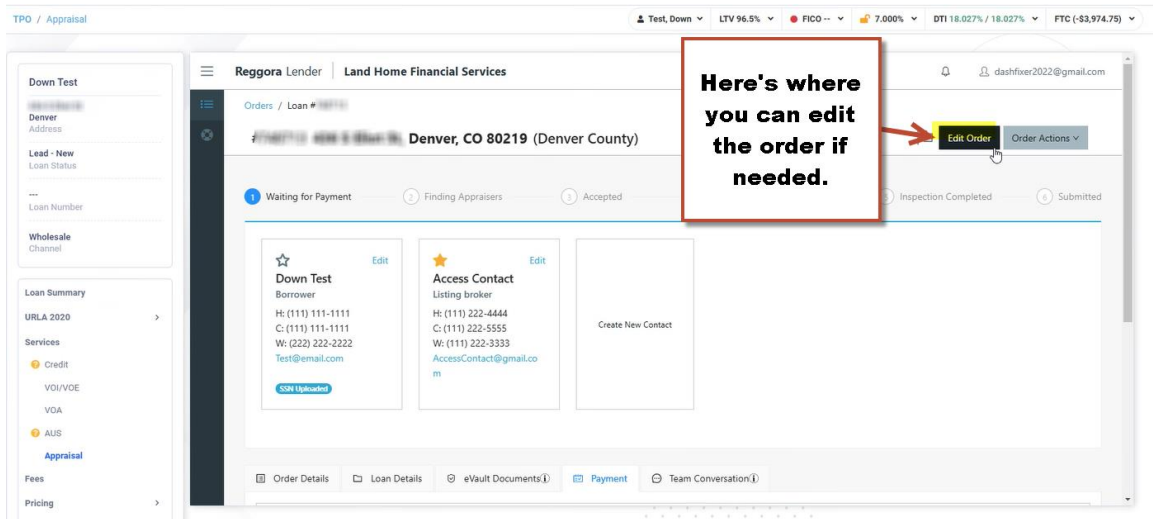 TPO / Appraisal
Test, Down
LTV 96.5%
FICO --
7.000%
DTI 18.027% / 18.027%
FTC (-$3,974.75)
Down Test
Denver
Address
Lead - New
Loan Status
---
Loan Number
Wholesale
Channel
Loan Summary
URLA 2020
Services
Credit
VOI/VOE
VOA
AUS
Appraisal
Fees
Pricing
Reggora Lender | Land Home Financial Services
dashfixer2022@gmail.com
Orders / Loan #
Denver, CO 80219 (Denver County)
Here's where
you can edit
the order if
needed.
Edit Order
Order Actions
1 Waiting for Payment
2 Finding Appraisers
3 Accepted
Inspection Completed
6 Submitted
Edit
Down Test
Borrower
H: (111) 111-1111
C: (111) 111-1111
W: (222) 222-2222
Test@email.com
SSN Uploaded
Edit
Access Contact
Listing broker
H: (111) 222-4444
C: (111) 222-5555
W: (111) 222-3333
AccessContact@gmail.co
m
Create New Contact
Order Details
Loan Details
eVault Documents
Payment
Team Conversation